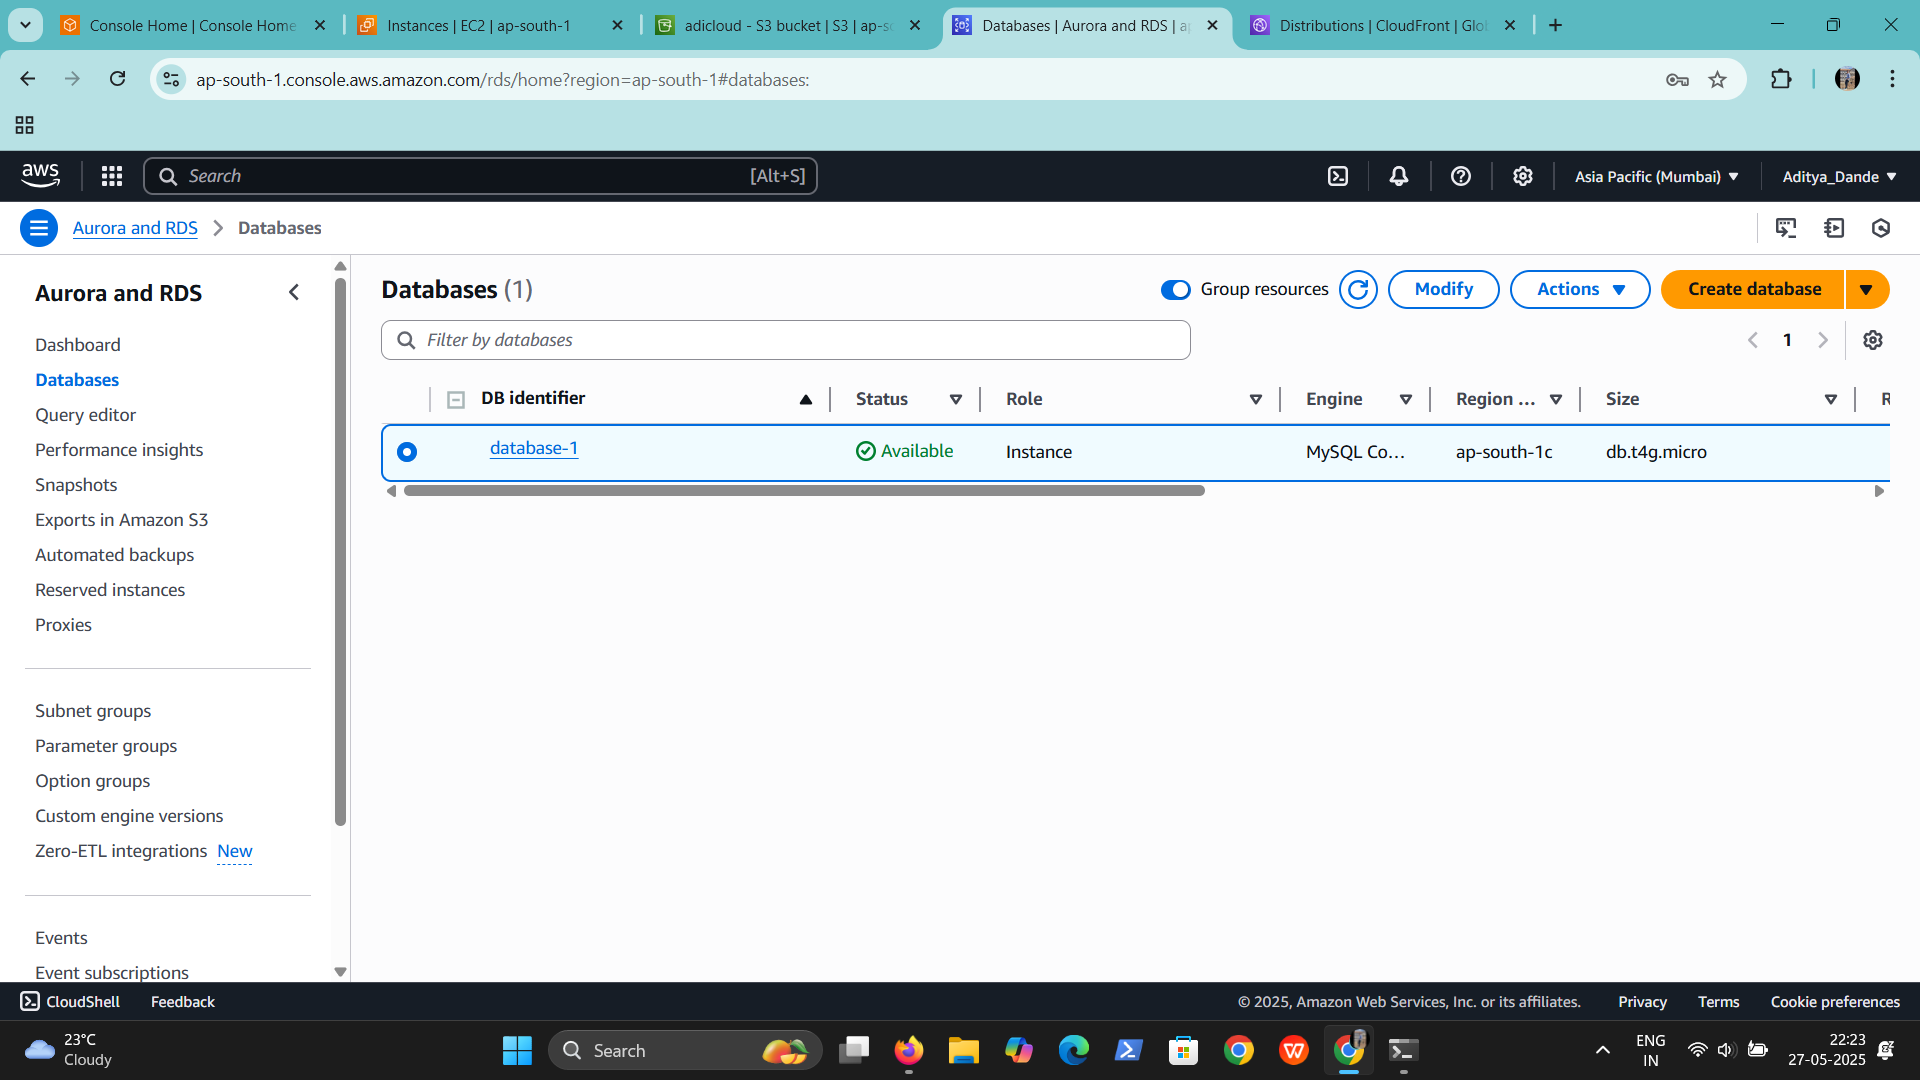 Console Home | Console Home
Instances | EC2 | ap-south-1
adicloud - S3 bucket | S3 | ap-so
Databases | Aurora and RDS | ap
Distributions | CloudFront | Glob
ap-south-1.console.aws.amazon.com/rds/home?region=ap-south-1#databases:
aws
Search
[Alt+S]
Asia Pacific (Mumbai)
Aditya_Dande
Aurora and RDS
Databases
Aurora and RDS
Dashboard
Databases
Query editor
Performance insights
Snapshots
Exports in Amazon S3
Automated backups
Reserved instances
Proxies
Subnet groups
Parameter groups
Option groups
Custom engine versions
Zero-ETL integrations New
Events
Event subscriptions
Databases (1)
Group resources
Modify
Actions
Create database
Filter by databases
1
DB identifier Status Role Engine Region ... Size R
database-1 Available Instance MySQL Co... ap-south-1c db.t4g.micro
CloudShell
Feedback
© 2025, Amazon Web Services, Inc. or its affiliates.
Privacy
Terms
Cookie preferences
23°C
Cloudy
Search
W
ENG
IN
22:23
27-05-2025